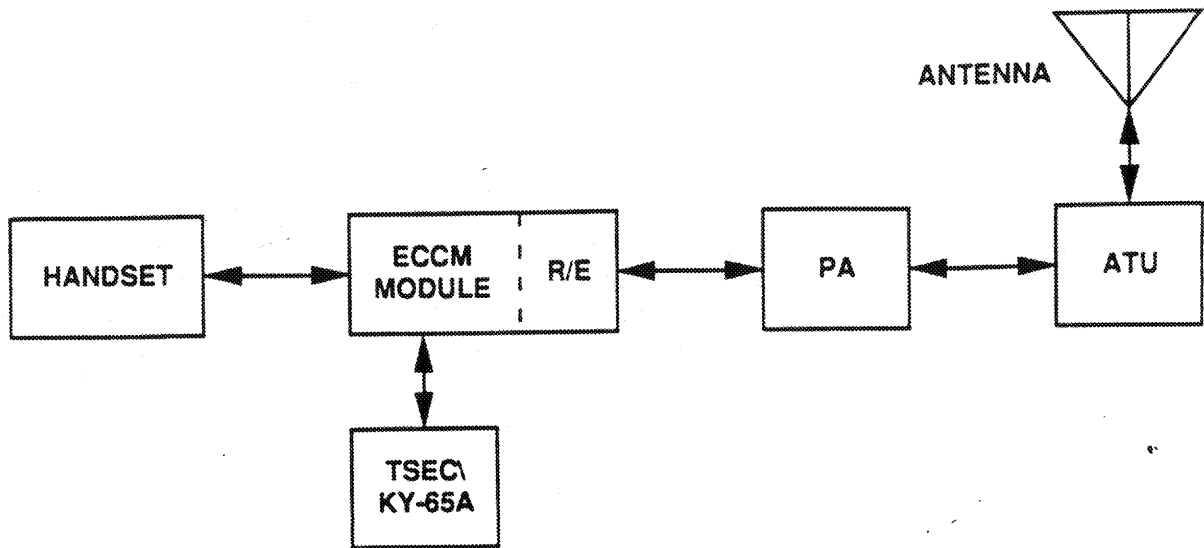 ANTENNA
HANDSET
ECCM
MODULE
R/E
PA
ATU
TSEC\
KY-65A